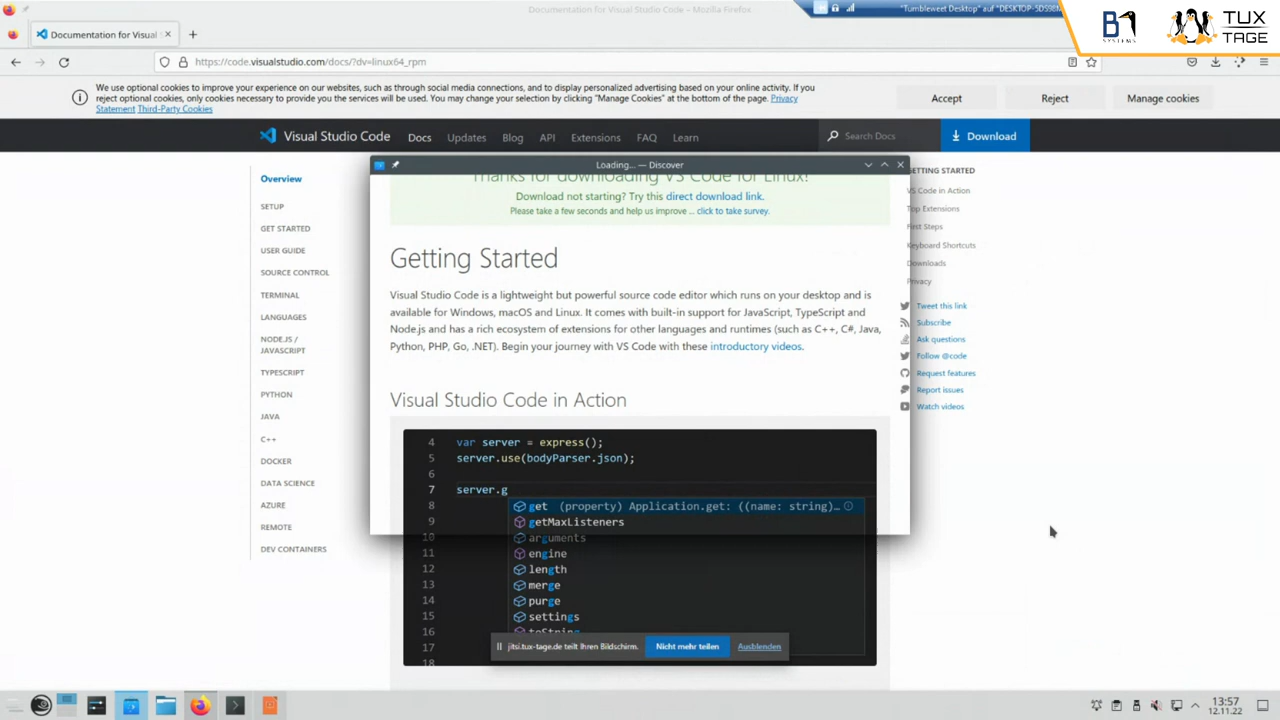 Documentation for Visual Studio Code — Mozilla Firefox
"Tumbleweet Desktop" auf "DESKTOP-5DS9
B1
SYSTEMS
TUX
TAGE
Documentation for Visual
https://code.visualstudio.com/docs/?dv=linux64_rpm
We use optional cookies to improve your experience on our websites, such as through social media connections, and to display personalized advertising based on your online activity. If you
reject optional cookies, only cookies necessary to provide you the services will be used. You may change your selection by clicking "Manage Cookies" at the bottom of the page. Privacy
Statement Third-Party Cookies
Accept
Reject
Manage cookies
Visual Studio Code
Docs
Updates
Blog
API
Extensions
FAQ
Learn
Search Docs
Download
Loading... — Discover
Overview
SETUP
GET STARTED
USER GUIDE
SOURCE CONTROL
TERMINAL
LANGUAGES
NODE.JS /
JAVASCRIPT
TYPESCRIPT
PYTHON
JAVA
C++
DOCKER
DATA SCIENCE
AZURE
REMOTE
DEV CONTAINERS
Thanks for downloading VS Code for Linux!
Download not starting? Try this direct download link.
Please take a few seconds and help us improve ... click to take survey.
Getting Started
Visual Studio Code is a lightweight but powerful source code editor which runs on your desktop and is
available for Windows, macOS and Linux. It comes with built-in support for JavaScript, TypeScript and
Node.js and has a rich ecosystem of extensions for other languages and runtimes (such as C++, C#, Java,
Python, PHP, Go, .NET). Begin your journey with VS Code with these introductory videos.
Visual Studio Code in Action
4 var server = express();
5 server.use(bodyParser.json);
6
7 server.g
8 get (property) Application.get: ((name: string)…
9 getMaxListeners
10 arguments
11 engine
12 length
13 merge
14 purge
15 settings
16 toString
17
18
GETTING STARTED
VS Code in Action
Top Extensions
First Steps
Keyboard Shortcuts
Downloads
Privacy
Tweet this link
Subscribe
Ask questions
Follow @code
Request features
Report issues
Watch videos
jitsi.tux-tage.de teilt Ihren Bildschirm.
Nicht mehr teilen
Ausblenden
13:57
12.11.22